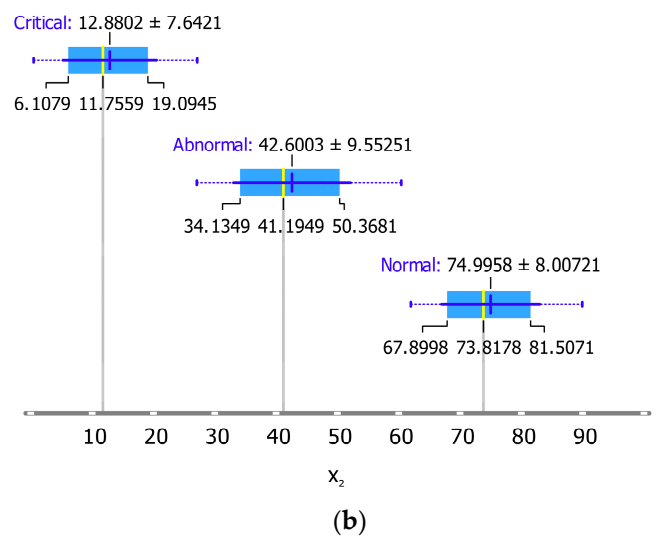 Critical: 12.8802 ± 7.6421
6.1079 11.7559 19.0945
Abnormal: 42.6003 ± 9.55251
34.1349 41.1949 50.3681
Normal: 74.9958 ± 8.00721
67.8998 73.8178 81.5071
10 20 30 40 50 60 70 80 90
X₂
(b)